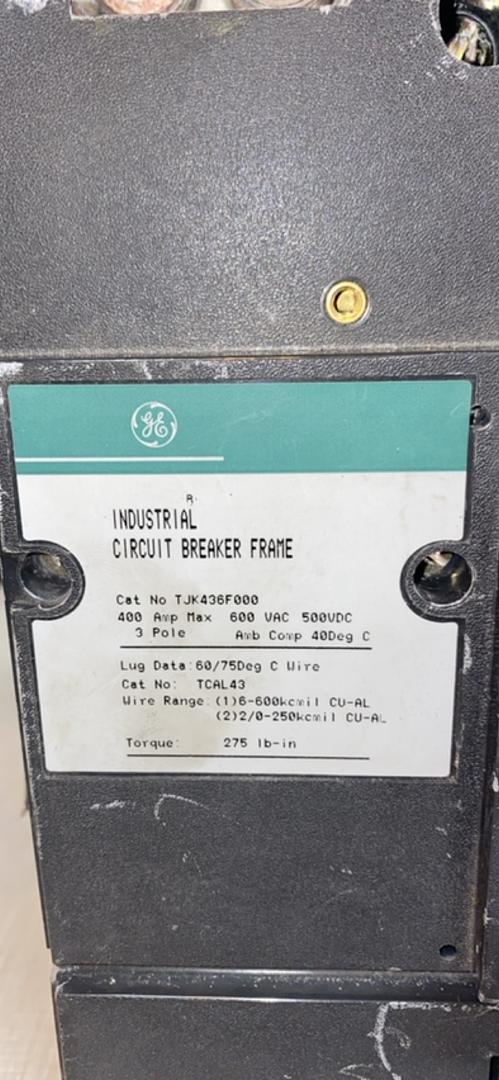 GE
R
INDUSTRIAL
CIRCUIT BREAKER FRAME
Cat No TJK436F000
400 Amp Max 600 VAC 500VDC
3 Pole Amb Comp 40Deg C
Lug Data:60/75Deg C Wire
Cat No: TCAL43
Wire Range:(1)6-600kcmil CU-AL
(2)2/0-250kcmil CU-AL
Torque: 275 lb-in